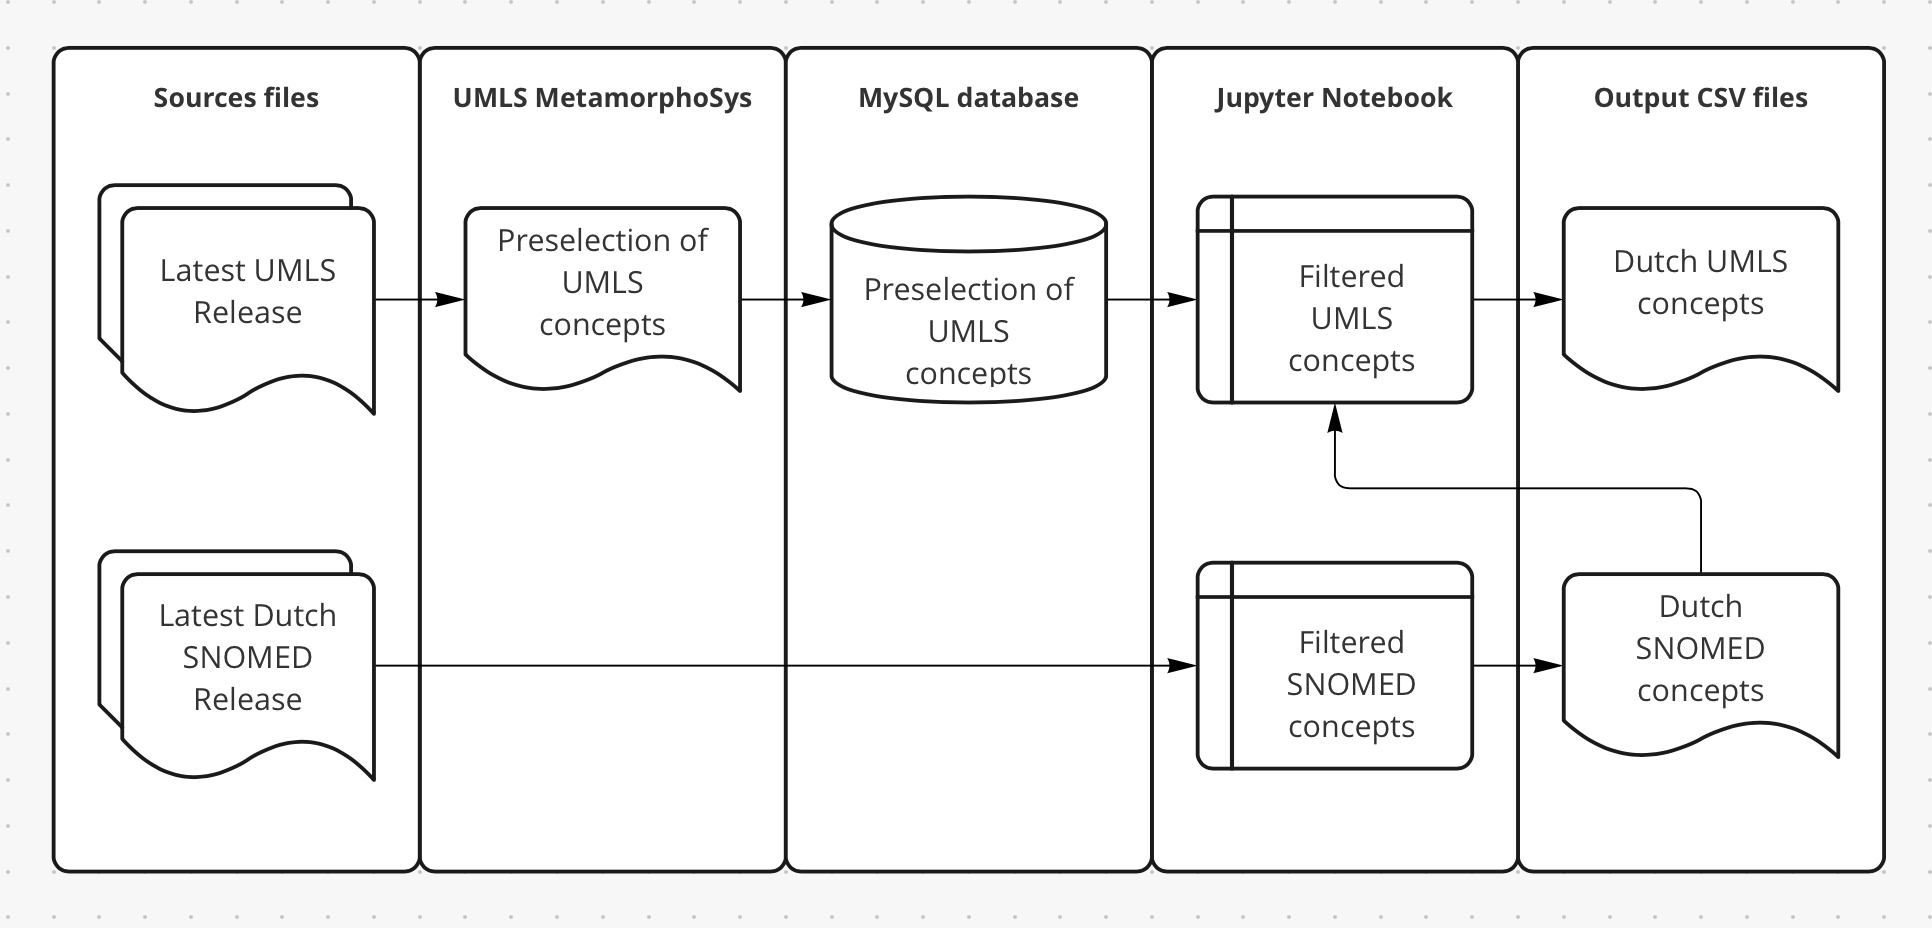 Sources files
UMLS MetamorphoSys
MySQL database
Jupyter Notebook
Output CSV files
Latest UMLS
Release
Preselection of
UMLS
concepts
Preselection of
UMLS
concepts
Filtered
UMLS
concepts
Dutch UMLS
concepts
Latest Dutch
SNOMED
Release
Filtered
SNOMED
concepts
Dutch
SNOMED
concepts